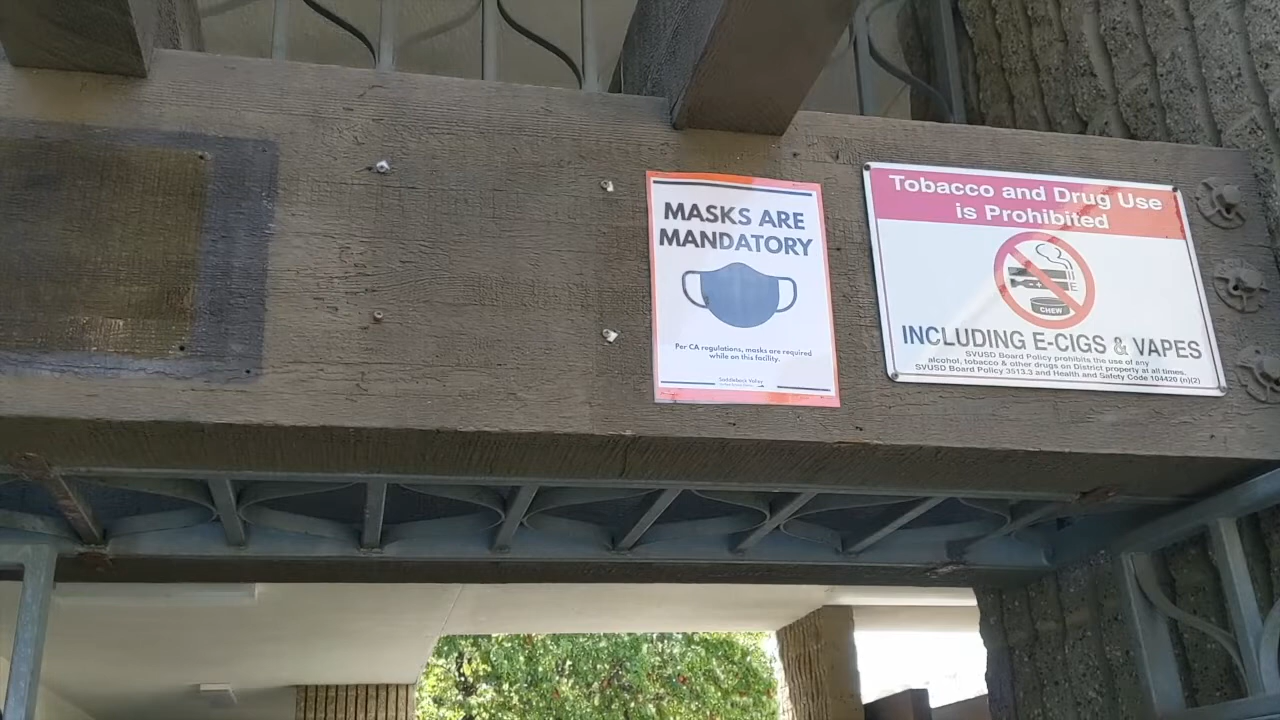 MASKS ARE
MANDATORY
Per CA regulations, masks are required
while on this facility.
Saddleback Valley
Tobacco and Drug Use
is Prohibited
E
CHEW
INCLUDING E-CIGS & VAPES
SVUSD Board Policy prohibits the use of any
alcohol, tobacco & other drugs on District property at all times.
SVUSD Board Policy 3513.3 and Health and Safety Code 104420 (n)(2)